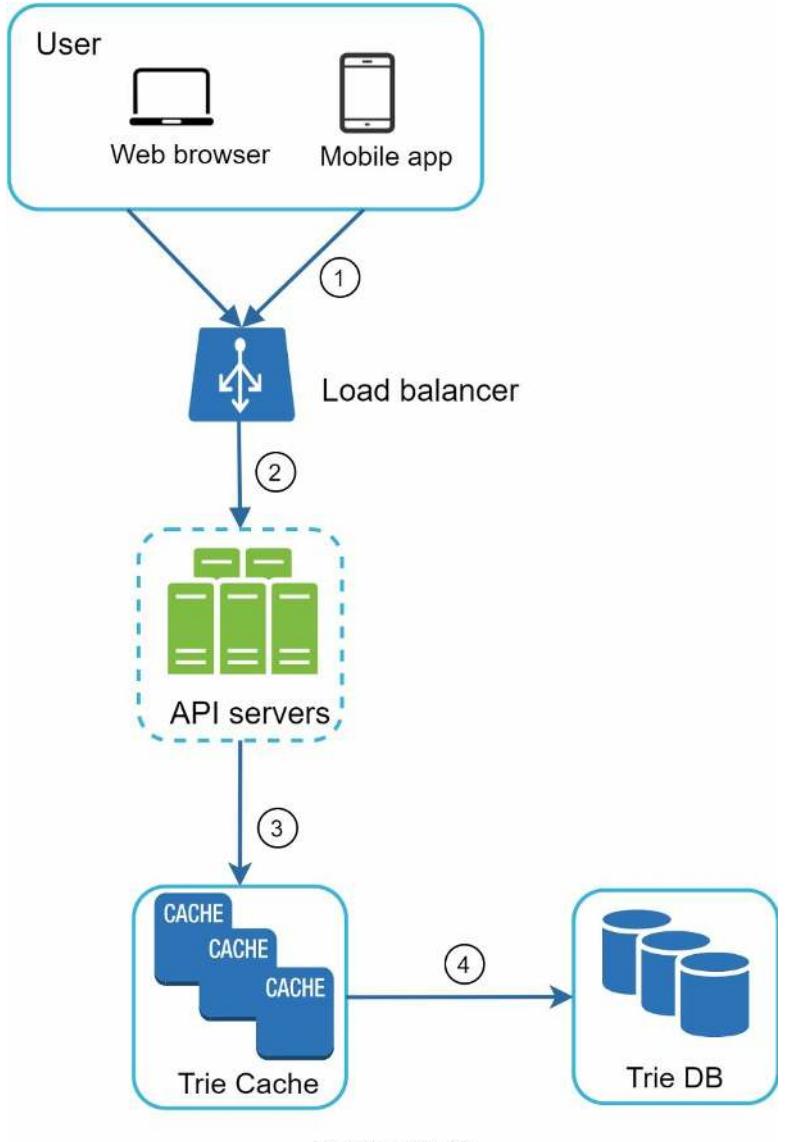 User
Web browser
Mobile app
1
Load balancer
2
API servers
3
CACHE
CACHE
CACHE
4
Trie Cache
Trie DB